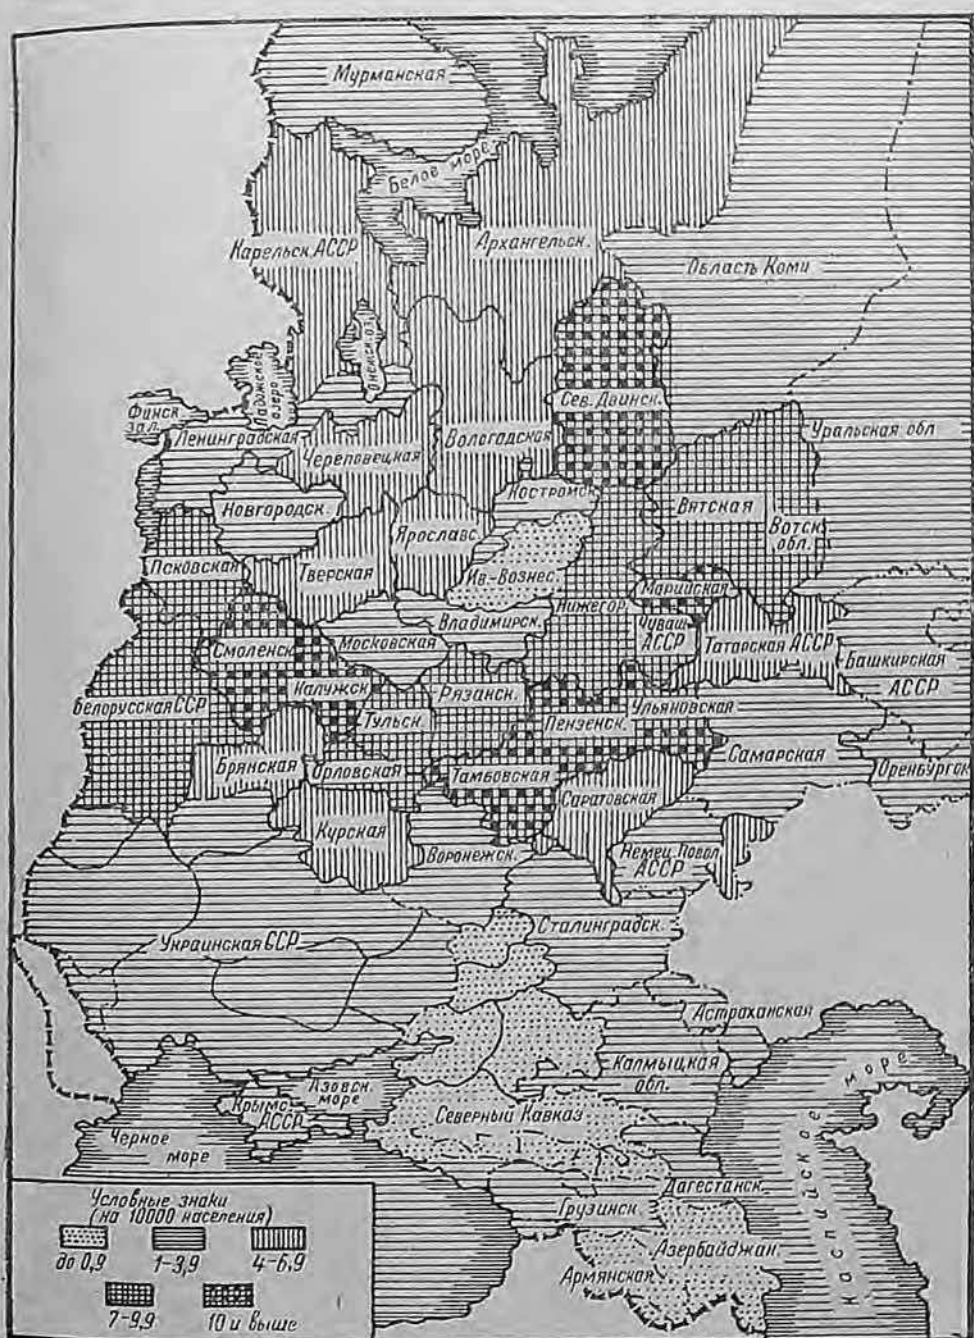 Мурманская
Белое море
Карельск АССР
Архангельск.
Область Коми
Ладожское
озеро
Онежск. оз.
Сев. Двинск.
Финск.
зал.
Ленинградская
Череповецкая
Вологадская
Уральская обл
Новгородск.
Костромск.
Вятская
Вотск
обл.
Ярославс.
Псковская
Тверская
Ив.-Вознес.
Марийская
Нижегор.
Владимирск.
Чуваш.
АССР
Татарская АССР
Смоленск.
Московская
Башкирская
АССР
Белорусская ССР
Калужск
Рязанск.
Тульск.
Пензенск.
Ульяновская
Самарская
Оренбургск.
Брянская
Орловская
Тамбовская
Саратовская
Курская
Воронежск.
Немец. Повол.
АССР
Сталинградск.
Украинская ССР
Астраханская
Калмыцкая
обл.
Азовск.
море
Крымс.
АССР
Северный Кавказ
Черное
море
Каспийское море
Дагестанск.
Грузинск.
Азербайджан.
Армянская
Условные знаки
(на 10000 населения)
до 0,9 1-3,9 4-6,9
7-9,9 10 и выше